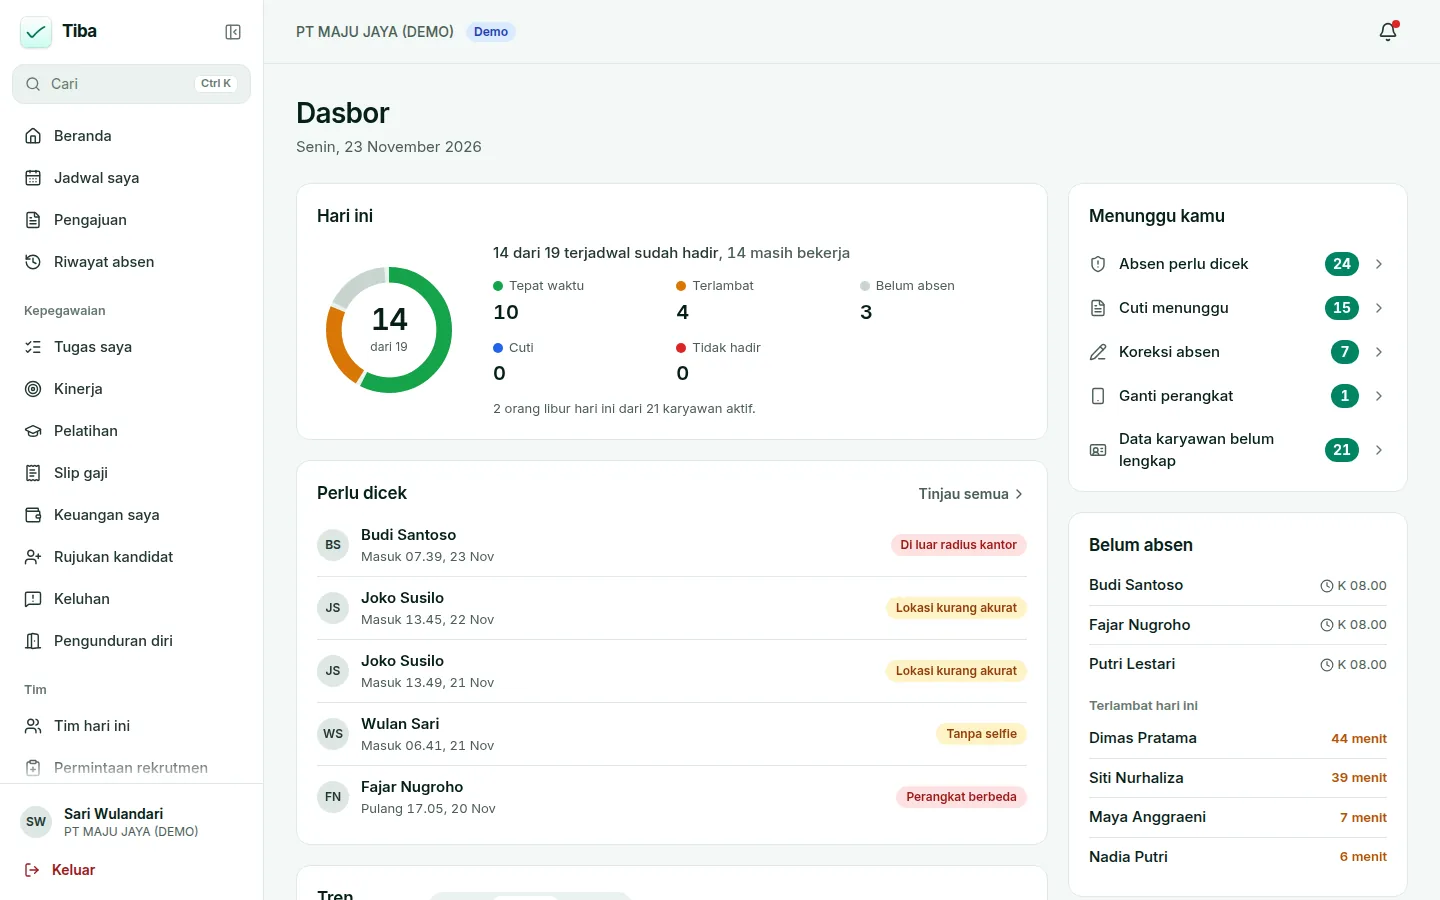 Tiba
Cari
Ctrl K
Beranda
Jadwal saya
Pengajuan
Riwayat absen
Kepegawaian
Tugas saya
Kinerja
Pelatihan
Slip gaji
Keuangan saya
Rujukan kandidat
Keluhan
Pengunduran diri
Tim
Tim hari ini
Permintaan rekrutmen
SW
Sari Wulandari
PT MAJU JAYA (DEMO)
Keluar
PT MAJU JAYA (DEMO) Demo
Dasbor
Senin, 23 November 2026
Hari ini
14
dari 19
14 dari 19 terjadwal sudah hadir, 14 masih bekerja
Tepat waktu
10
Terlambat
4
Belum absen
3
Cuti
0
Tidak hadir
0
2 orang libur hari ini dari 21 karyawan aktif.
Perlu dicek
Tinjau semua
BS
Budi Santoso
Masuk 07.39, 23 Nov
Di luar radius kantor
JS
Joko Susilo
Masuk 13.45, 22 Nov
Lokasi kurang akurat
JS
Joko Susilo
Masuk 13.49, 21 Nov
Lokasi kurang akurat
WS
Wulan Sari
Masuk 06.41, 21 Nov
Tanpa selfie
FN
Fajar Nugroho
Pulang 17.05, 20 Nov
Perangkat berbeda
Tren
Menunggu kamu
Absen perlu dicek 24
Cuti menunggu 15
Koreksi absen 7
Ganti perangkat 1
Data karyawan belum
lengkap
21
Belum absen
Budi Santoso K 08.00
Fajar Nugroho K 08.00
Putri Lestari K 08.00
Terlambat hari ini
Dimas Pratama 44 menit
Siti Nurhaliza 39 menit
Maya Anggraeni 7 menit
Nadia Putri 6 menit